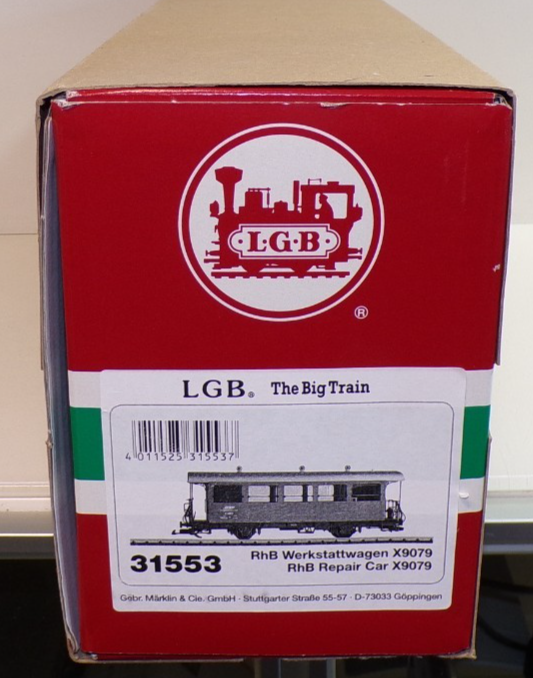 L·G·B
®
LGB® The Big Train
4 011525 315537
31553
RhB Werkstattwagen X9079
RhB Repair Car X9079
Gebr. Märklin & Cie. GmbH · Stuttgarter Straße 55-57 · D-73033 Göppingen